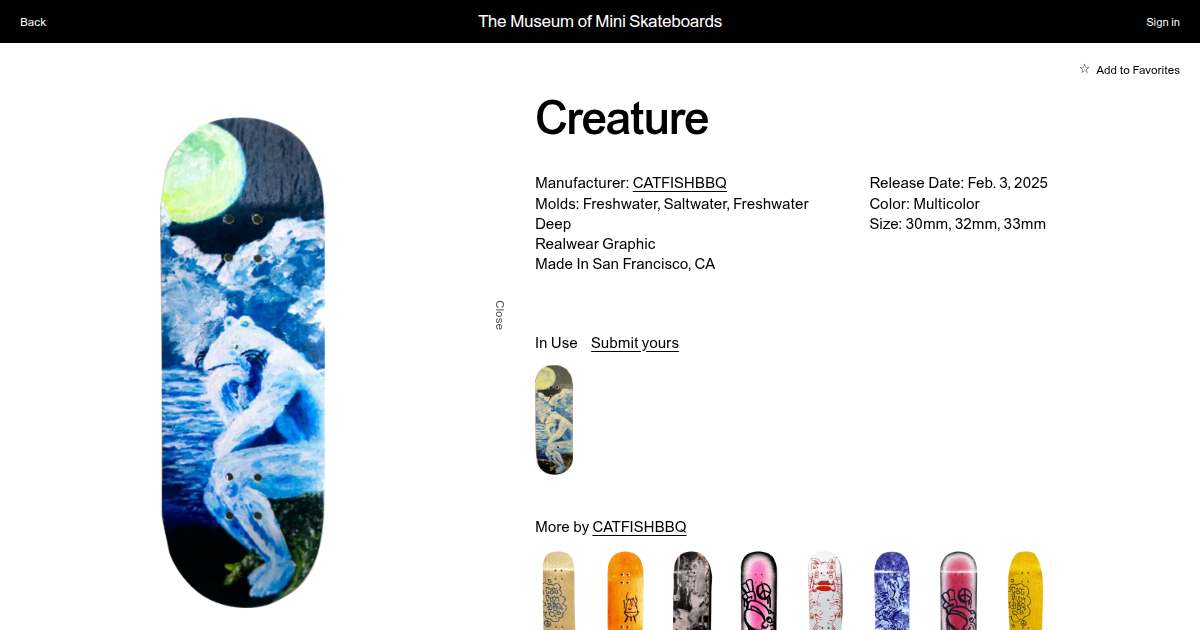 Back
The Museum of Mini Skateboards
Sign in
☆ Add to Favorites
Creature
Manufacturer: CATFISHBBQ
Molds: Freshwater, Saltwater, Freshwater
Deep
Realwear Graphic
Made In San Francisco, CA
Release Date: Feb. 3, 2025
Color: Multicolor
Size: 30mm, 32mm, 33mm
Close
In Use
Submit yours
More by CATFISHBBQ